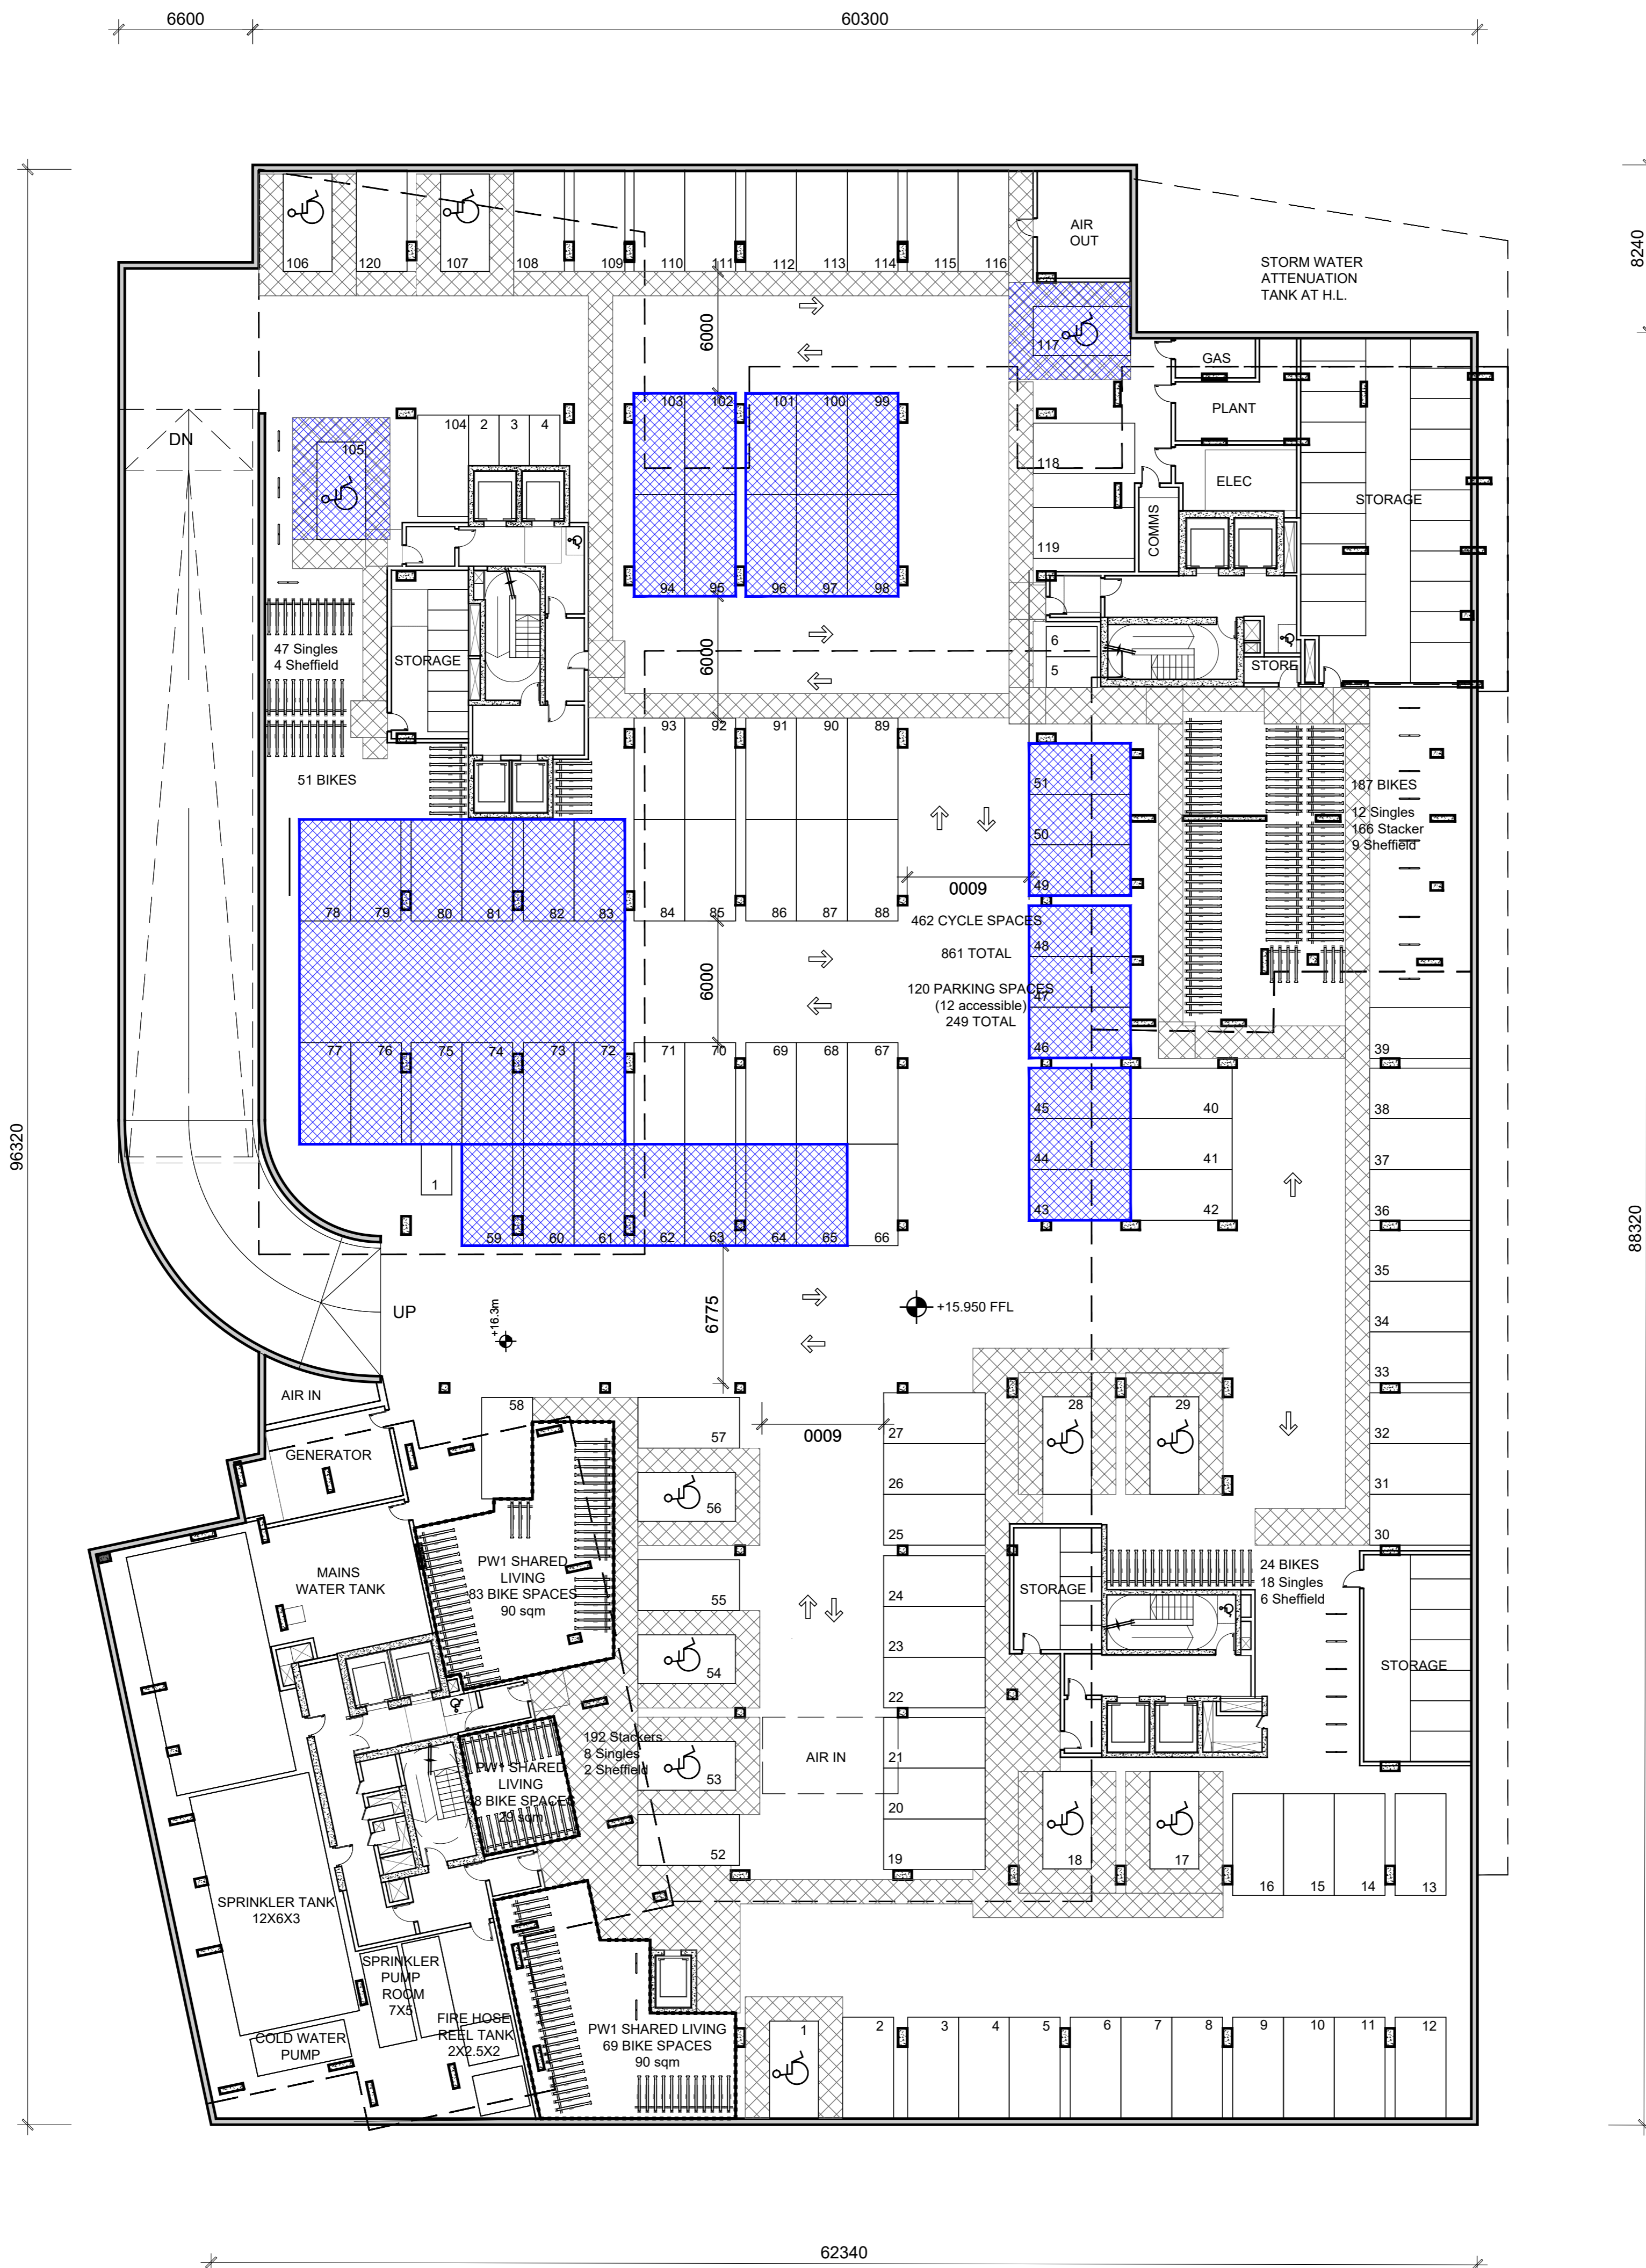 6600
60300
8240
96320
88320
62340
106
120
107
108
109
110
111
112
113
114
115
116
AIR
OUT
STORM WATER
ATTENUATION
TANK AT H.L.
6000
117
GAS
PLANT
ELEC
COMMS
STORAGE
DN
105
104
2
3
4
103
102
101
100
99
118
119
94
95
96
97
98
47 Singles
4 Sheffield
STORAGE
6
5
STORE
6000
51 BIKES
93
92
91
90
89
51
50
49
187 BIKES
12 Singles
166 Stacker
9 Sheffield
6000
78
79
80
81
82
83
84
85
86
87
88
462 CYCLE SPACES
861 TOTAL
120 PARKING SPACES
(12 accessible)
249 TOTAL
48
47
46
6000
77
76
75
74
73
72
71
70
69
68
67
39
38
37
36
45
44
43
40
41
42
1
59
60
61
62
63
64
65
66
35
34
33
UP
+16.3m
6775
+15.950 FFL
AIR IN
GENERATOR
58
57
6000
27
26
25
28
29
32
31
30
MAINS
WATER TANK
PW1 SHARED
LIVING
83 BIKE SPACES
90 sqm
56
55
54
24
23
22
STORAGE
24 BIKES
18 Singles
6 Sheffield
STORAGE
192 Stackers
8 Singles
2 Sheffield
PW1 SHARED
LIVING
48 BIKE SPACES
29 sqm
53
52
AIR IN
21
20
19
18
17
16
15
14
13
SPRINKLER TANK
12X6X3
SPRINKLER
PUMP
ROOM
7X5
FIRE HOSE
REEL TANK
2X2.5X2
COLD WATER
PUMP
PW1 SHARED LIVING
69 BIKE SPACES
90 sqm
1
2
3
4
5
6
7
8
9
10
11
12